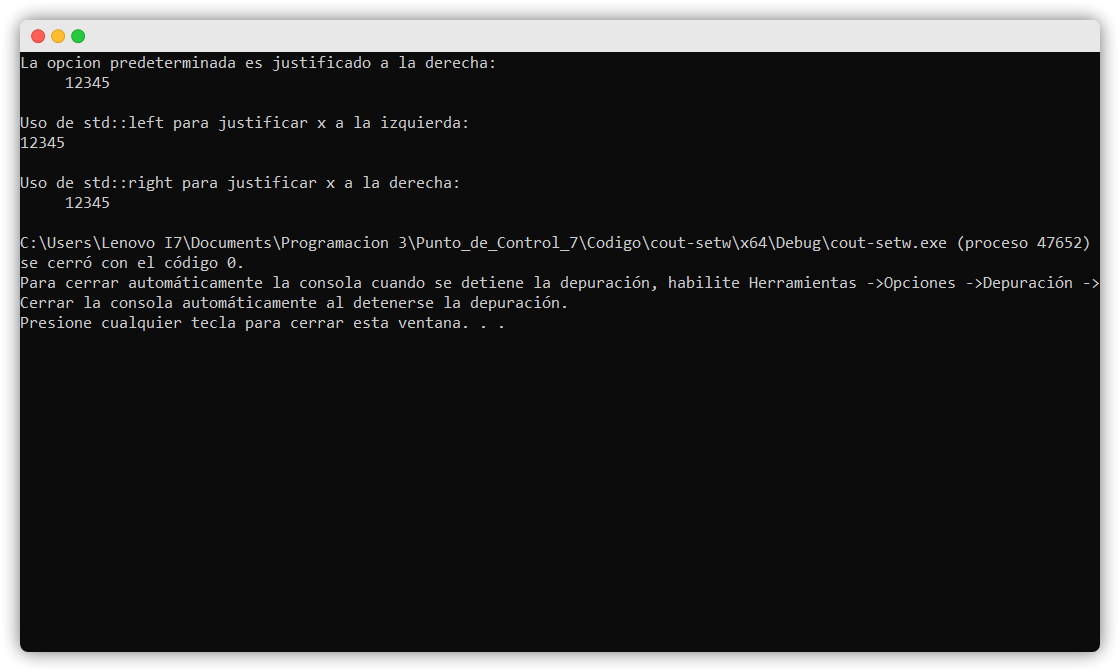 La opcion predeterminada es justificado a la derecha:
     12345

Uso de std::left para justificar x a la izquierda:
12345

Uso de std::right para justificar x a la derecha:
     12345

C:\Users\Lenovo I7\Documents\Programacion 3\Punto_de_Control_7\Codigo\cout-setw\x64\Debug\cout-setw.exe (proceso 47652)
se cerró con el código 0.
Para cerrar automáticamente la consola cuando se detiene la depuración, habilite Herramientas ->Opciones ->Depuración ->
Cerrar la consola automáticamente al detenerse la depuración.
Presione cualquier tecla para cerrar esta ventana. . .